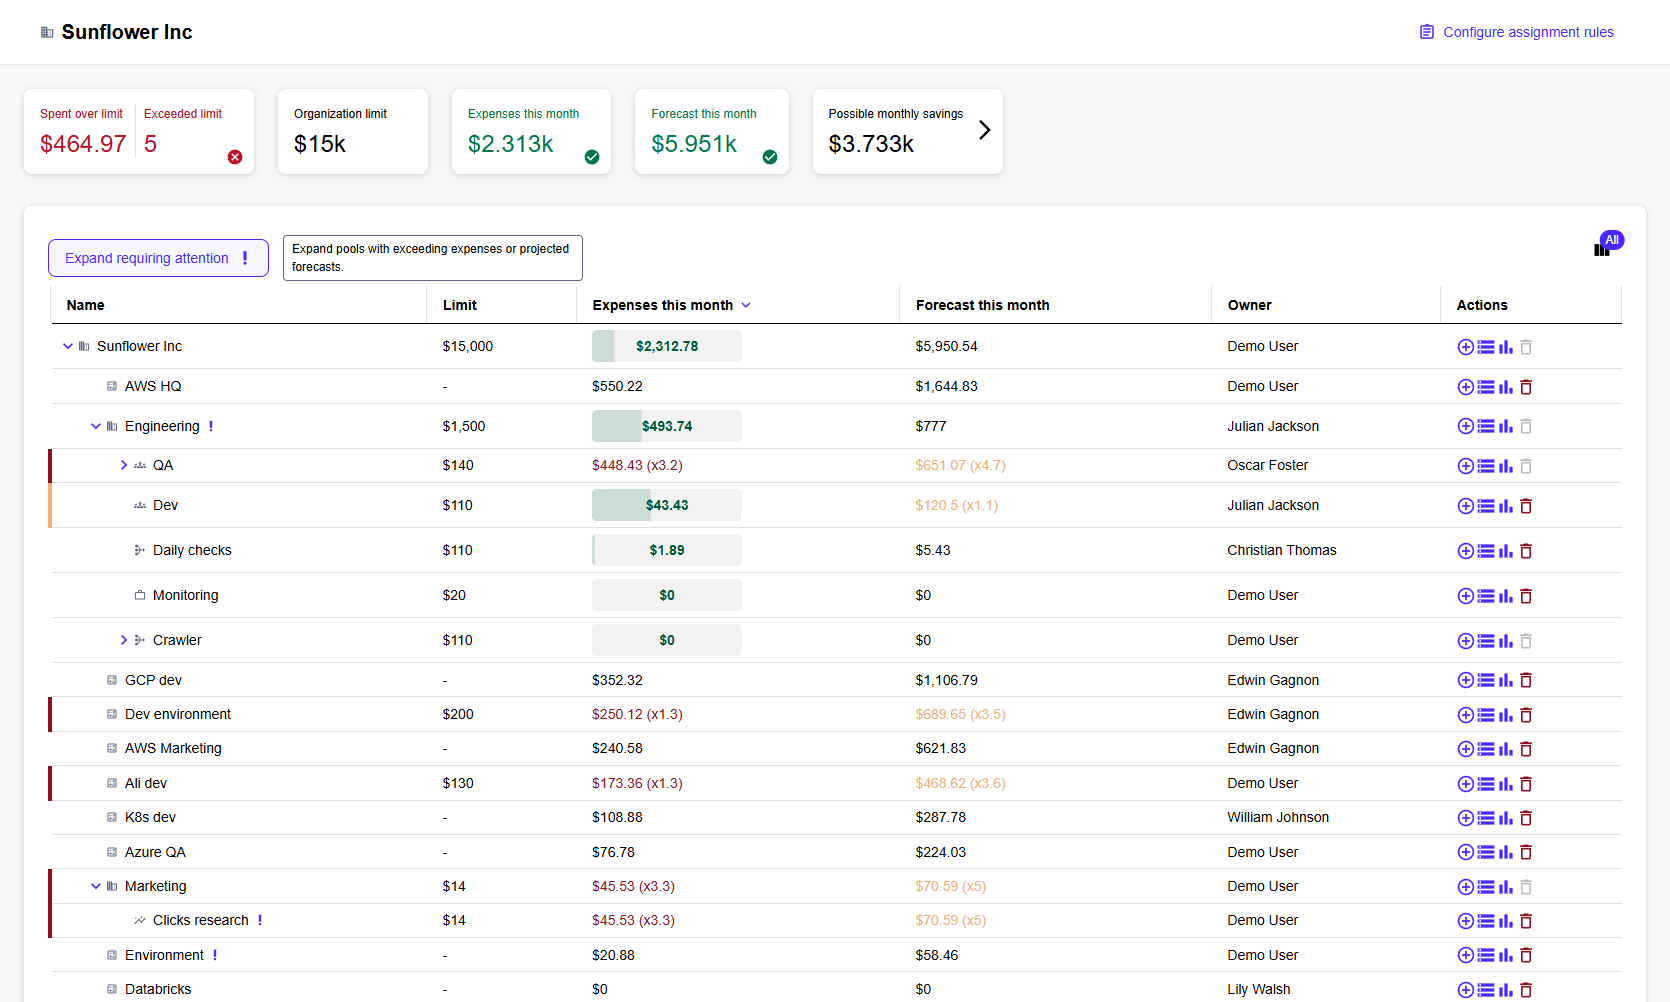 Sunflower Inc
Configure assignment rules
Spent over limit
$464.97
Exceeded limit
5
Organization limit
$15k
Expenses this month
$2.313k
Forecast this month
$5.951k
Possible monthly savings
$3.733k
Expand requiring attention !
Expand pools with exceeding expenses or projected
forecasts.
All
Name Limit Expenses this month Forecast this month Owner Actions
Sunflower Inc $15,000 $2,312.78 $5,950.54 Demo User
AWS HQ - $550.22 $1,644.83 Demo User
Engineering ! $1,500 $493.74 $777 Julian Jackson
QA $140 $448.43 (x3.2) $651.07 (x4.7) Oscar Foster
Dev $110 $43.43 $120.5 (x1.1) Julian Jackson
Daily checks $110 $1.89 $5.43 Christian Thomas
Monitoring $20 $0 $0 Demo User
Crawler $110 $0 $0 Demo User
GCP dev - $352.32 $1,106.79 Edwin Gagnon
Dev environment $200 $250.12 (x1.3) $689.65 (x3.5) Edwin Gagnon
AWS Marketing - $240.58 $621.83 Edwin Gagnon
Ali dev $130 $173.36 (x1.3) $468.62 (x3.6) Demo User
K8s dev - $108.88 $287.78 William Johnson
Azure QA - $76.78 $224.03 Demo User
Marketing $14 $45.53 (x3.3) $70.59 (x5) Demo User
Clicks research ! $14 $45.53 (x3.3) $70.59 (x5) Demo User
Environment ! - $20.88 $58.46 Demo User
Databricks - $0 $0 Lily Walsh